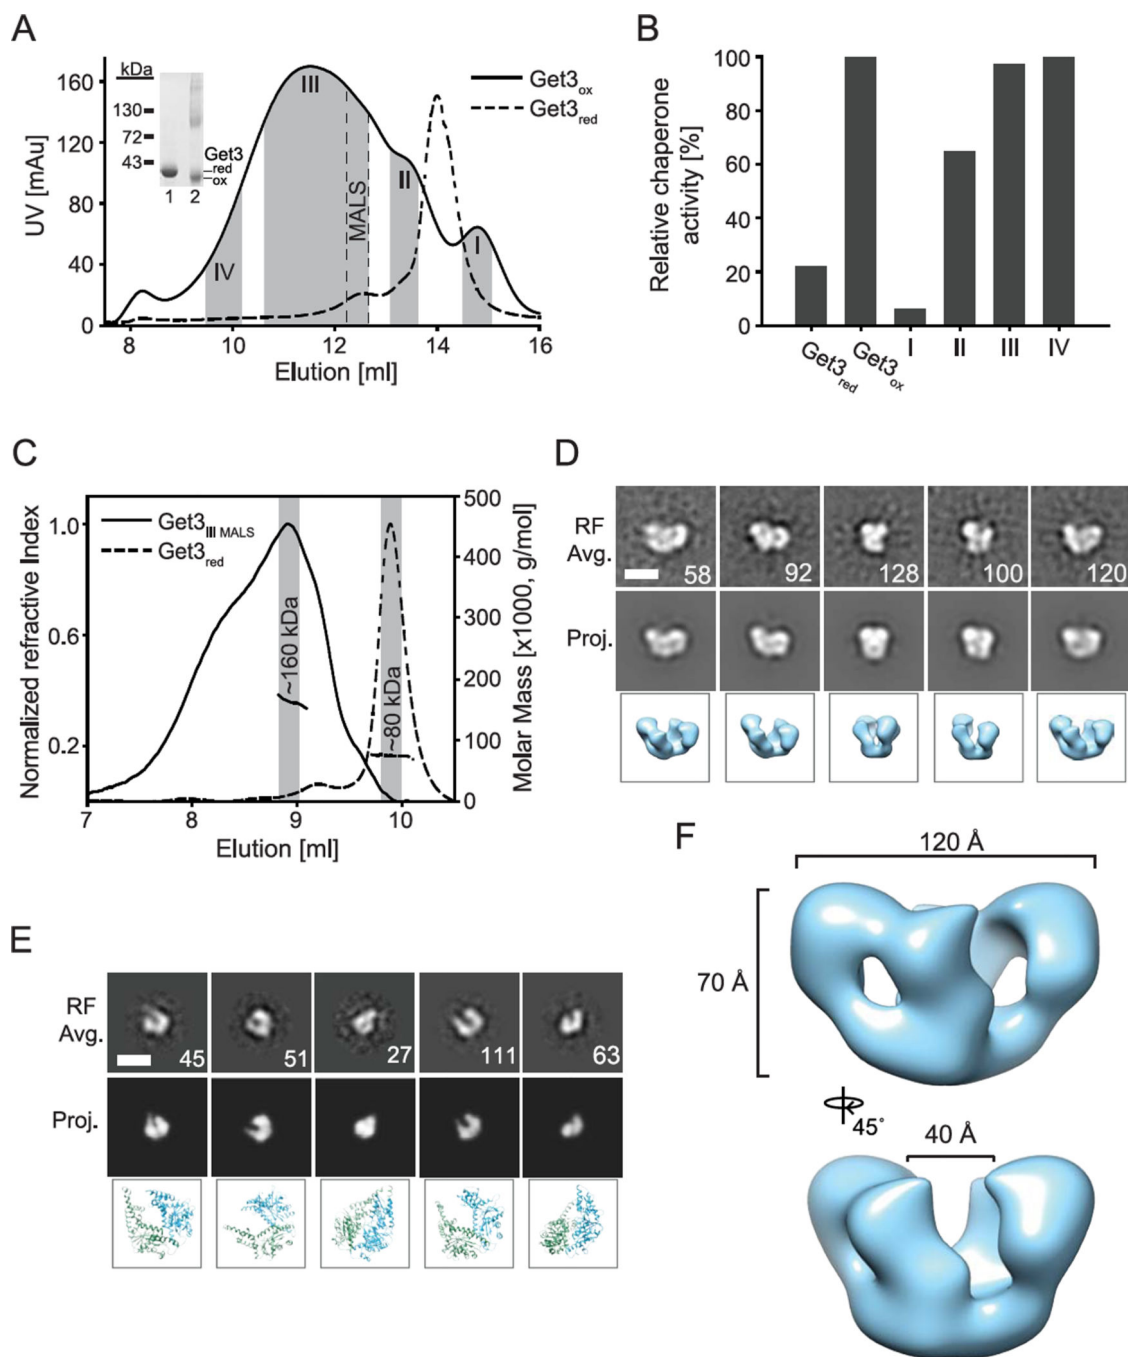 A
UV [mAu]
160
120
80
40
0
kDa
130
72
43
Get3
red
ox
1 2
III
MALS
II
I
IV
Get3ox
Get3red
8 10 12 14 16
Elution [ml]
B
Relative chaperone
activity [%]
100
80
60
40
20
0
Get3red
Get3ox
I
II
III
IV
C
Normalized refractive Index
1.0
0.6
0.2
Get3III MALS
Get3red
~160 kDa
~80 kDa
500
400
300
200
100
0
Molar Mass [x1000, g/mol)
7 8 9 10
Elution [ml]
D
RF
Avg.
58 92 128 100 120
Proj.
E
RF
Avg.
45 51 27 111 63
Proj.
F
120 Å
70 Å
45°
40 Å